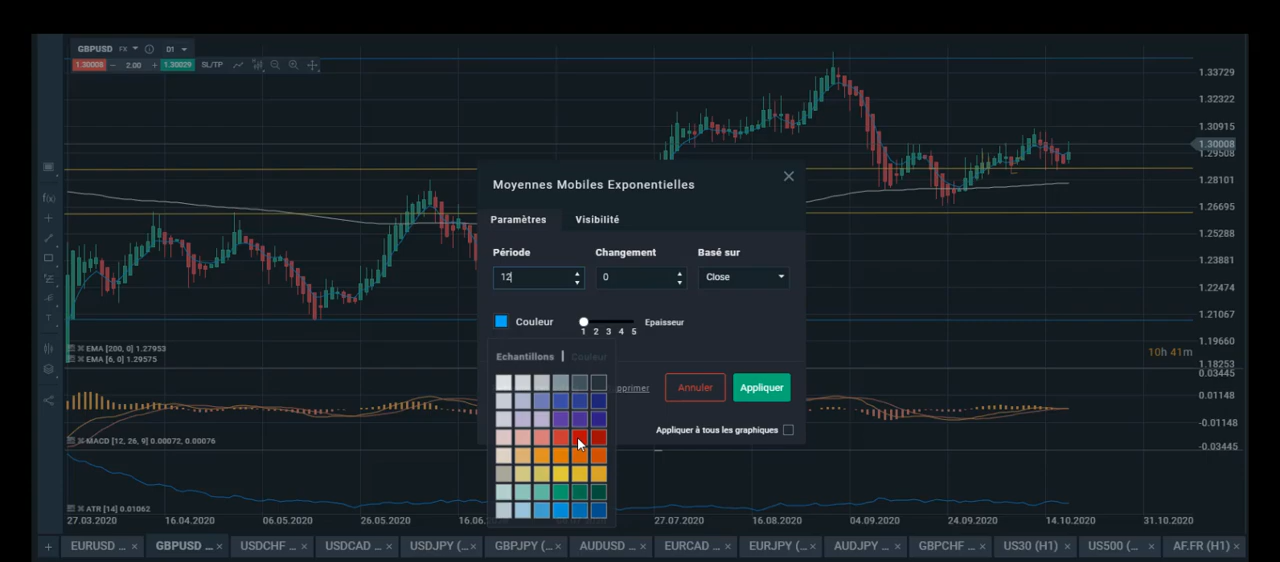 GBPUSD FX D1
1.30008 − 2.00 + 1.30029 SL/TP
1.33729
1.32322
1.30915
1.30008
1.29508
1.28101
1.26695
1.25288
1.23881
1.22474
1.21067
1.19660
1.18253
Moyennes Mobiles Exponentielles
Paramètres Visibilité
Période Changement Basé sur
12 0 Close
Couleur 1 2 3 4 5 Epaisseur
Echantillons | Couleur
pprimer Annuler Appliquer
Appliquer à tous les graphiques
f(x)
T
EMA [200, 0] 1.27953
EMA [6, 0] 1.29575
10h 41m
0.03445
0.01148
-0.01148
-0.03445
MACD [12, 26, 9] 0.00072, 0.00076
ATR [14] 0.01062
27.03.2020 16.04.2020 06.05.2020 26.05.2020 16.06. 27.07.2020 16.08.2020 04.09.2020 24.09.2020 14.10.2020 31.10.2020
+ EURUSD ... × GBPUSD ... × USDCHF ... × USDCAD ... × USDJPY (... × GBPJPY (... × AUDUSD ... × EURCAD ... × EURJPY (... × AUDJPY ... × GBPCHF ... × US30 (H1) × US500 (... × AF.FR (H1) ×